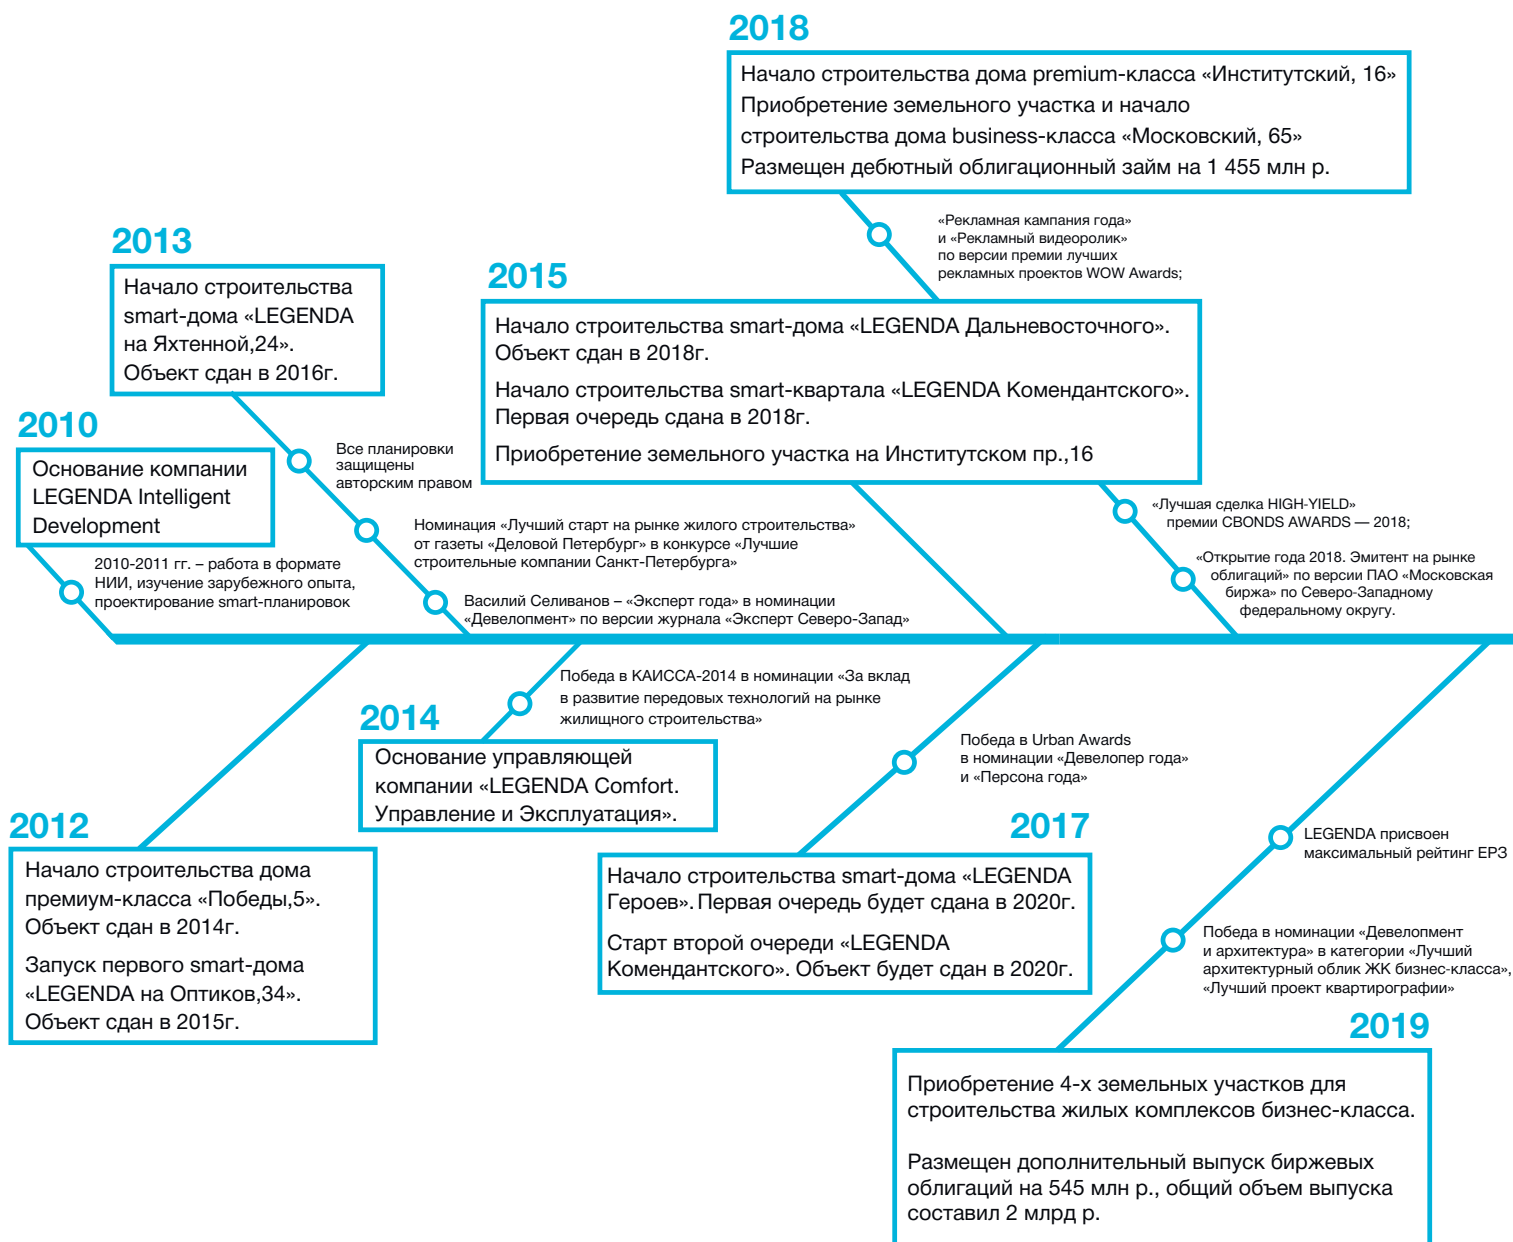 2018
Начало строительства дома premium-класса «Институтский, 16»
Приобретение земельного участка и начало
строительства дома business-класса «Московский, 65»
Размещен дебютный облигационный займ на 1 455 млн р.
«Рекламная кампания года»
и «Рекламный видеоролик»
по версии премии лучших
рекламных проектов WOW Awards;
2013
Начало строительства
smart-дома «LEGENDA
на Яхтенной,24».
Объект сдан в 2016г.
2015
Начало строительства smart-дома «LEGENDA Дальневосточного».
Объект сдан в 2018г.
Начало строительства smart-квартала «LEGENDA Комендантского».
Первая очередь сдана в 2018г.
Приобретение земельного участка на Институтском пр.,16
2010
Основание компании
LEGENDA Intelligent
Development
Все планировки
защищены
авторским правом
Номинация «Лучший старт на рынке жилого строительства»
от газеты «Деловой Петербург» в конкурсе «Лучшие
строительные компании Санкт-Петербурга»
«Лучшая сделка HIGH-YIELD»
премии CBONDS AWARDS — 2018;
2010-2011 гг. – работа в формате
НИИ, изучение зарубежного опыта,
проектирование smart-планировок
Василий Селиванов – «Эксперт года» в номинации
«Девелопмент» по версии журнала «Эксперт Северо-Запад»
«Открытие года 2018. Эмитент на рынке
облигаций» по версии ПАО «Московская
биржа» по Северо-Западному
федеральному округу.
Победа в КАИССА-2014 в номинации «За вклад
в развитие передовых технологий на рынке
жилищного строительства»
2014
Основание управляющей
компании «LEGENDA Comfort.
Управление и Эксплуатация».
Победа в Urban Awards
в номинации «Девелопер года»
и «Персона года»
2012
Начало строительства дома
премиум-класса «Победы,5».
Объект сдан в 2014г.
Запуск первого smart-дома
«LEGENDA на Оптиков,34».
Объект сдан в 2015г.
2017
Начало строительства smart-дома «LEGENDA
Героев». Первая очередь будет сдана в 2020г.
Старт второй очереди «LEGENDA
Комендантского». Объект будет сдан в 2020г.
LEGENDA присвоен
максимальный рейтинг ЕРЗ
Победа в номинации «Девелопмент
и архитектура» в категории «Лучший
архитектурный облик ЖК бизнес-класса»,
«Лучший проект квартирографии»
2019
Приобретение 4-х земельных участков для
строительства жилых комплексов бизнес-класса.
Размещен дополнительный выпуск биржевых
облигаций на 545 млн р., общий объем выпуска
составил 2 млрд р.